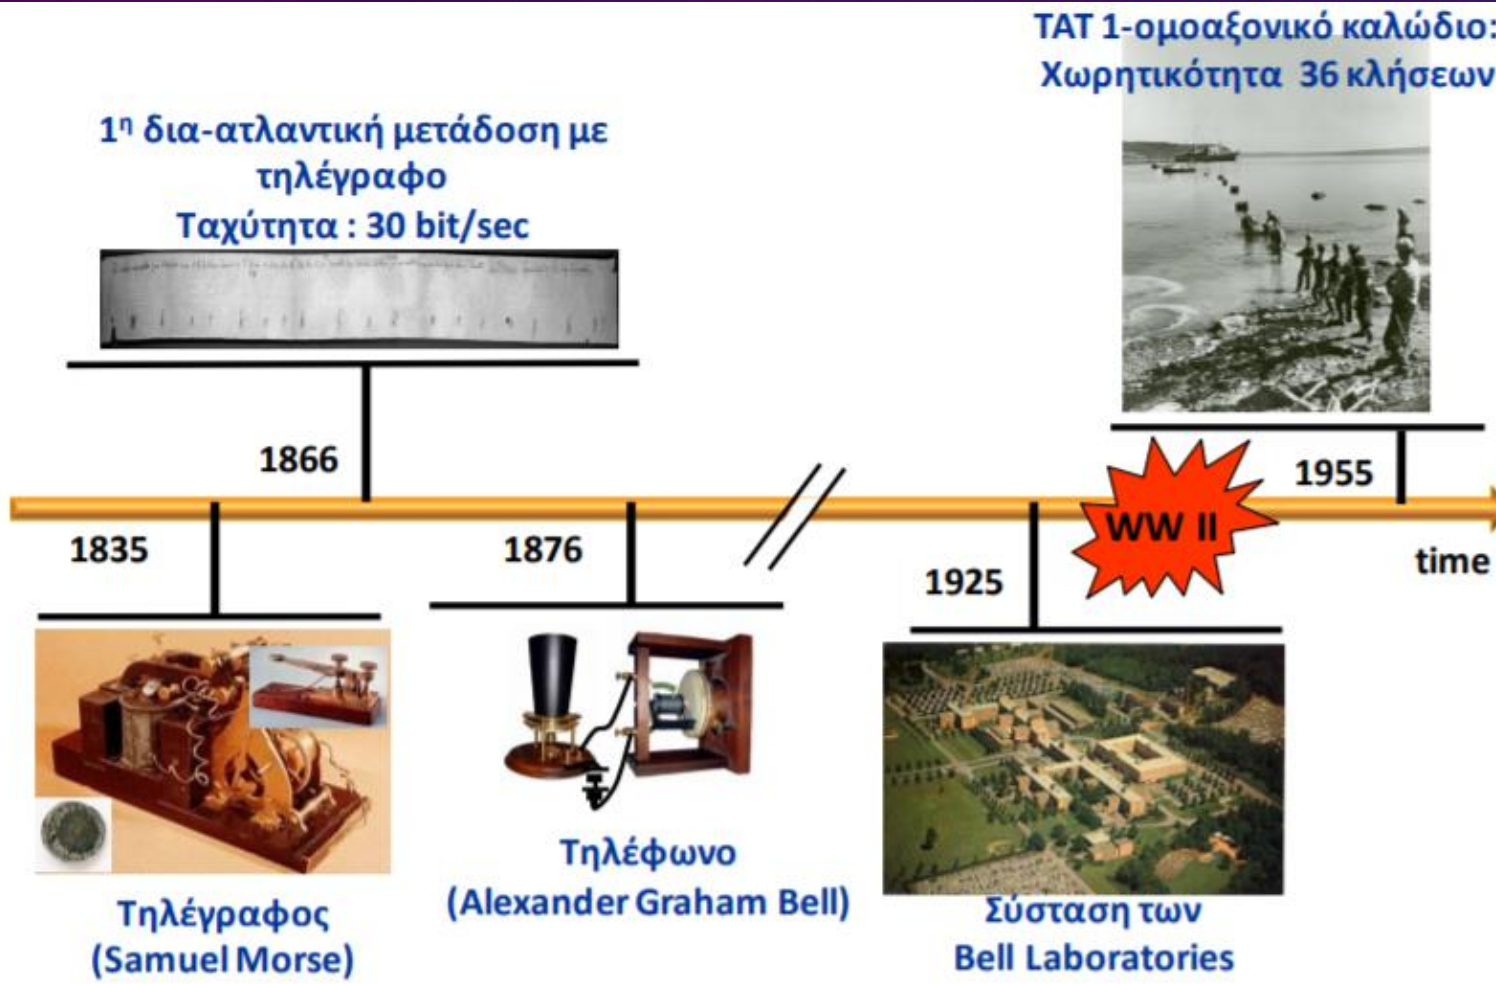 TAT 1-ομοαξονικό καλώδιο:
Χωρητικότητα 36 κλήσεων
1η δια-ατλαντική μετάδοση με
τηλέγραφο
Ταχύτητα : 30 bit/sec
1866
1955
WW II
1835
1876
1925
time
Τηλέφωνο
(Alexander Graham Bell)
Τηλέγραφος
(Samuel Morse)
Σύσταση των
Bell Laboratories